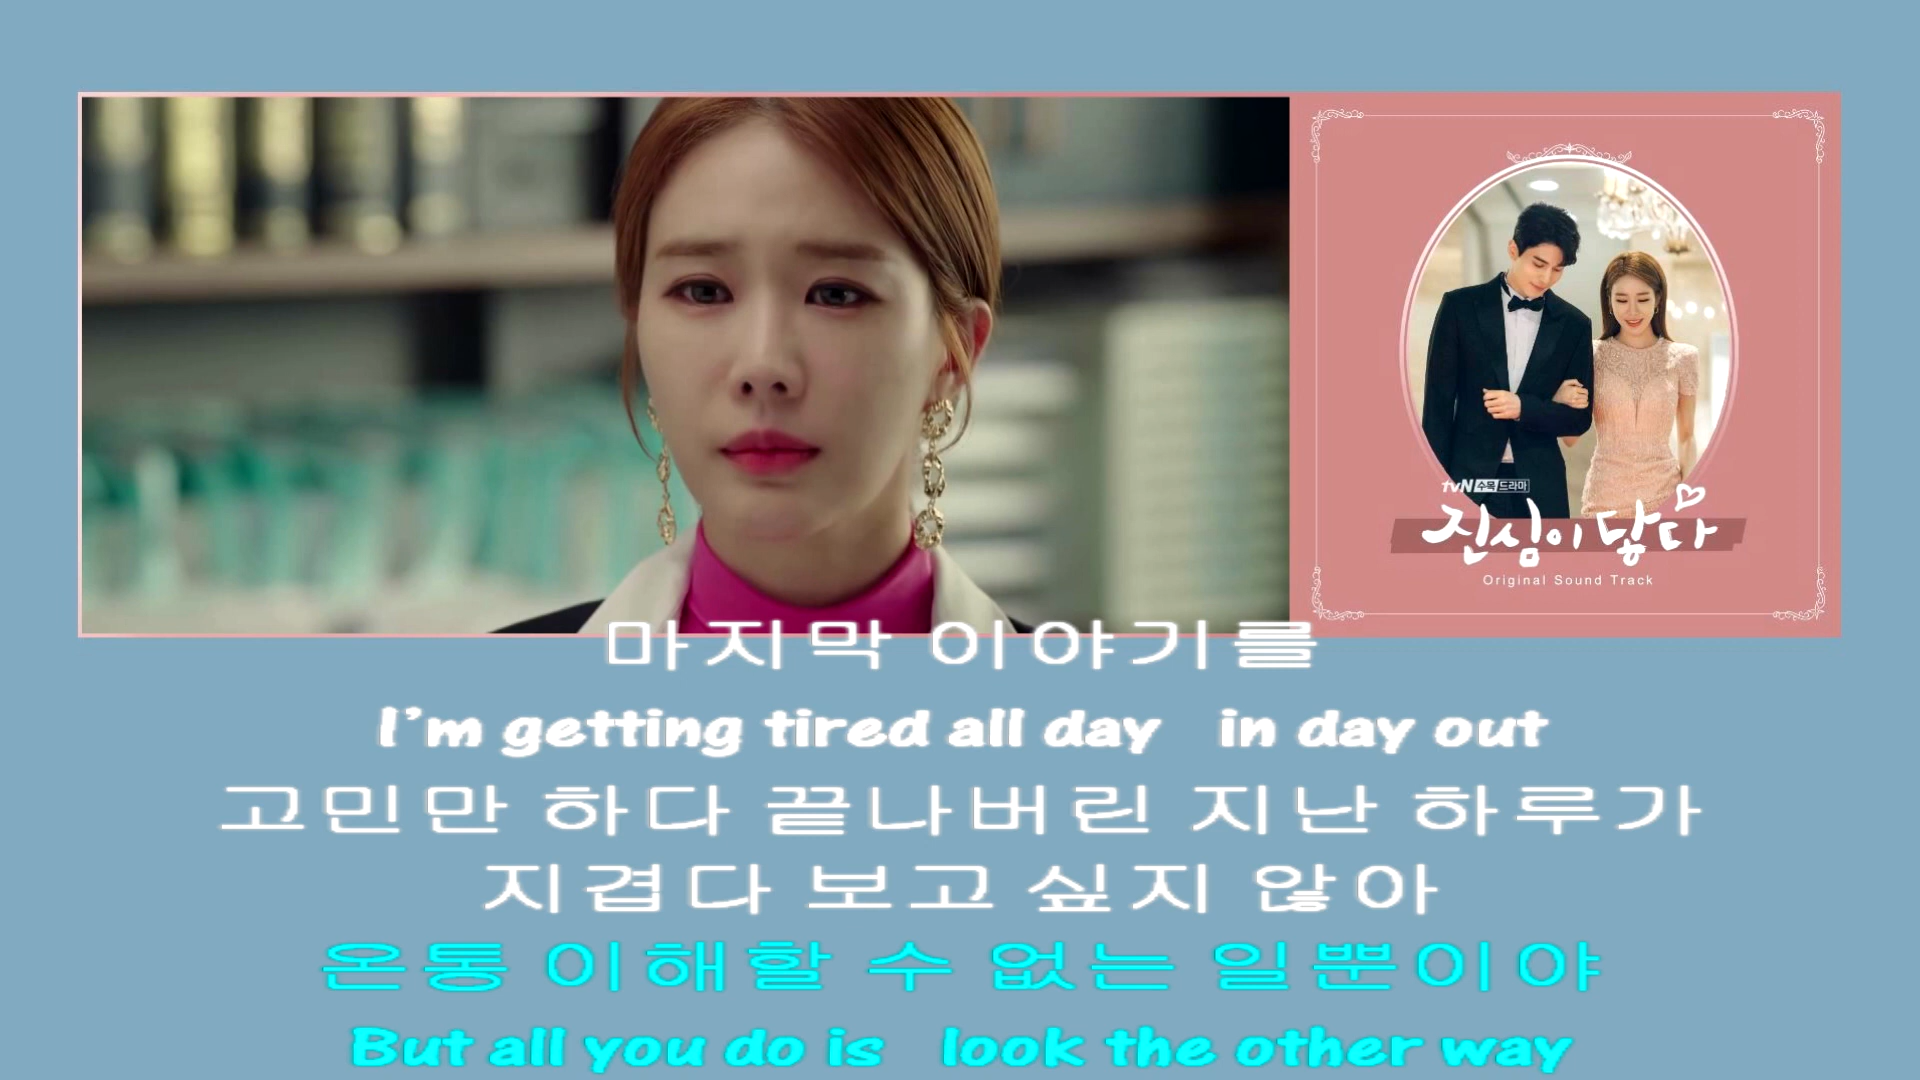 tvN 수목 드라마
진심이 닿다
Original Sound Track
마지막 이야기를
I'm getting tired all day in day out
고민만 하다 끝나버린 지난 하루가
지겹다 보고 싶지 않아
온통 이해할 수 없는 일뿐이야
But all you do is look the other way